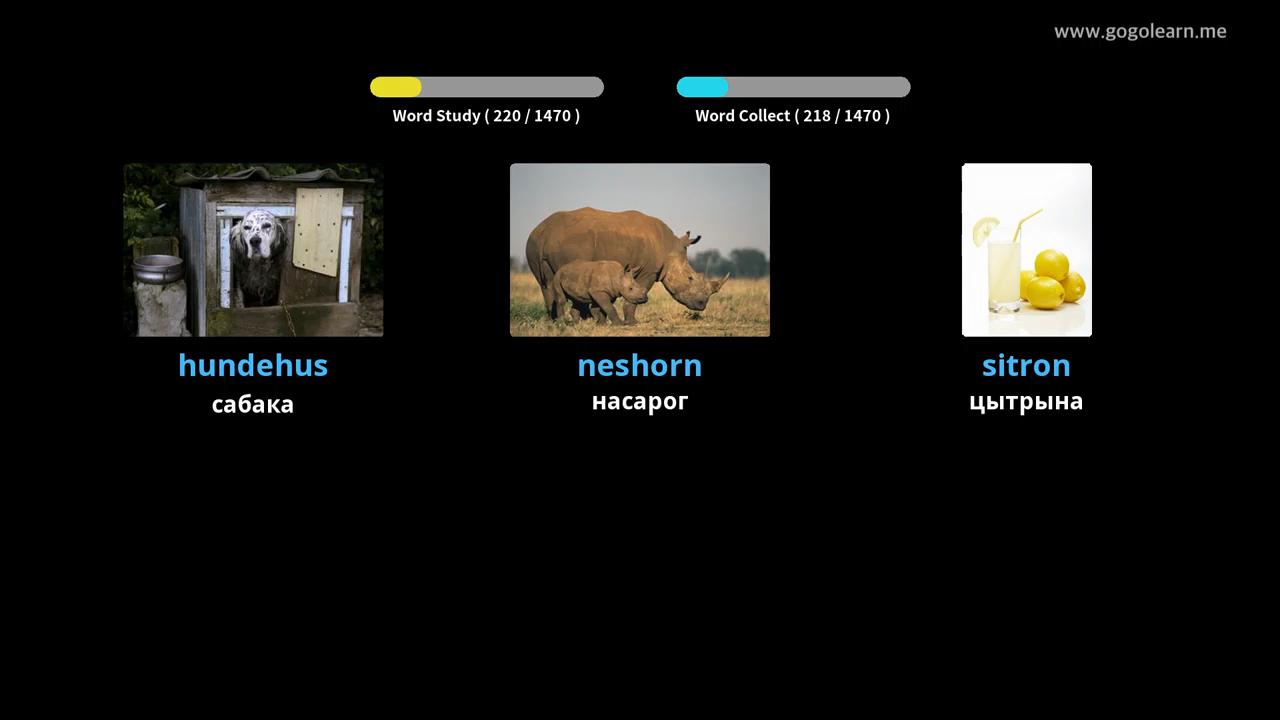 www.gogolearn.me
Word Study ( 220 / 1470 )
Word Collect ( 218 / 1470 )
hundehus
сабака
neshorn
насарог
sitron
цытрына